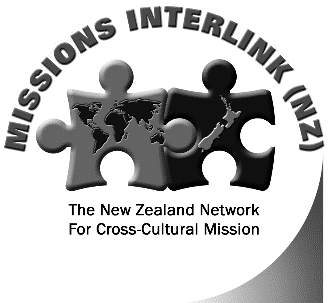 MISSIONS INTERLINK (NZ)
The New Zealand Network
For Cross-Cultural Mission